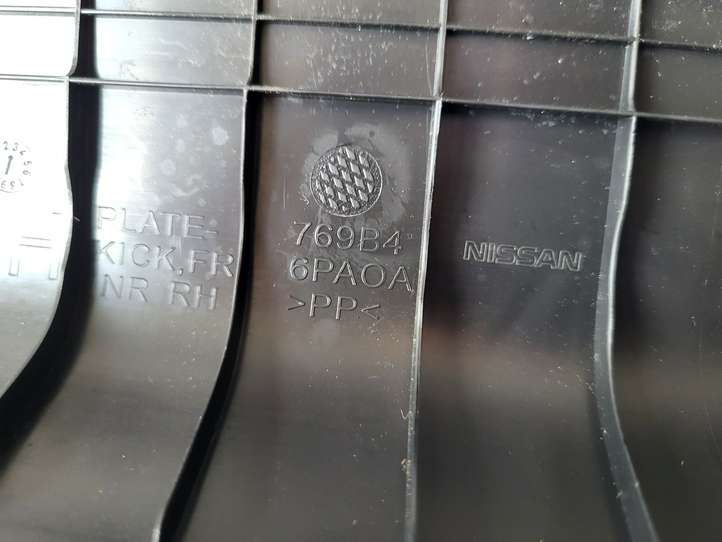 PLATE-
KICK,FR
NR RH
769B4
6PA0A
>PP<
NISSAN